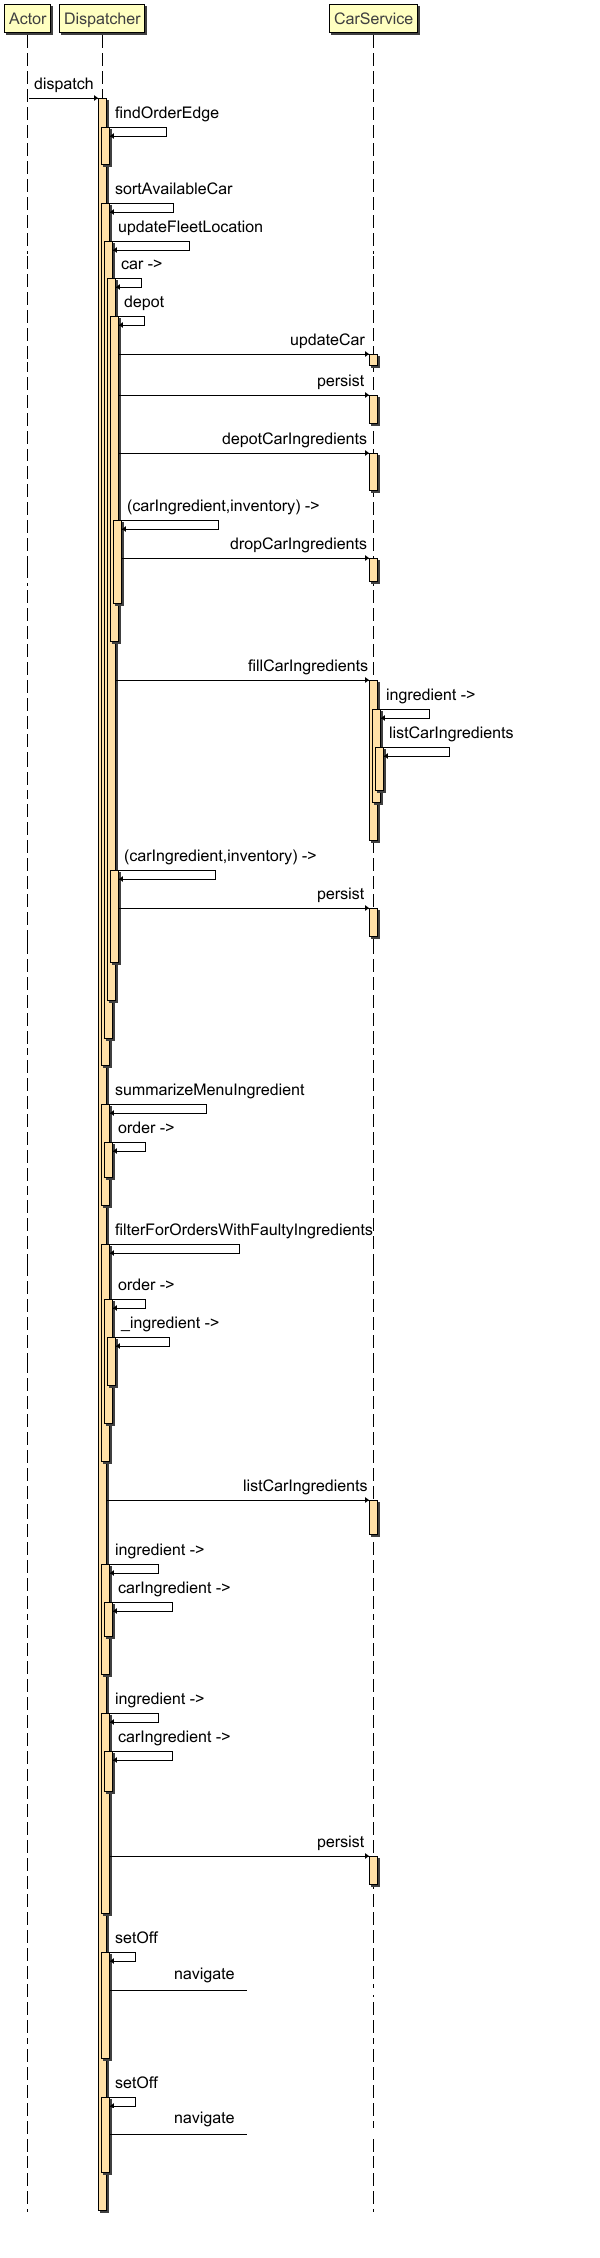 Actor Dispatcher CarService
dispatch
findOrderEdge
sortAvailableCar
updateFleetLocation
car ->
depot
updateCar
persist
depotCarIngredients
(carIngredient,inventory) ->
dropCarIngredients
fillCarIngredients
ingredient ->
listCarIngredients
(carIngredient,inventory) ->
persist
summarizeMenuIngredient
order ->
filterForOrdersWithFaultyIngredients
order ->
_ingredient ->
listCarIngredients
ingredient ->
carIngredient ->
ingredient ->
carIngredient ->
persist
setOff
navigate
setOff
navigate